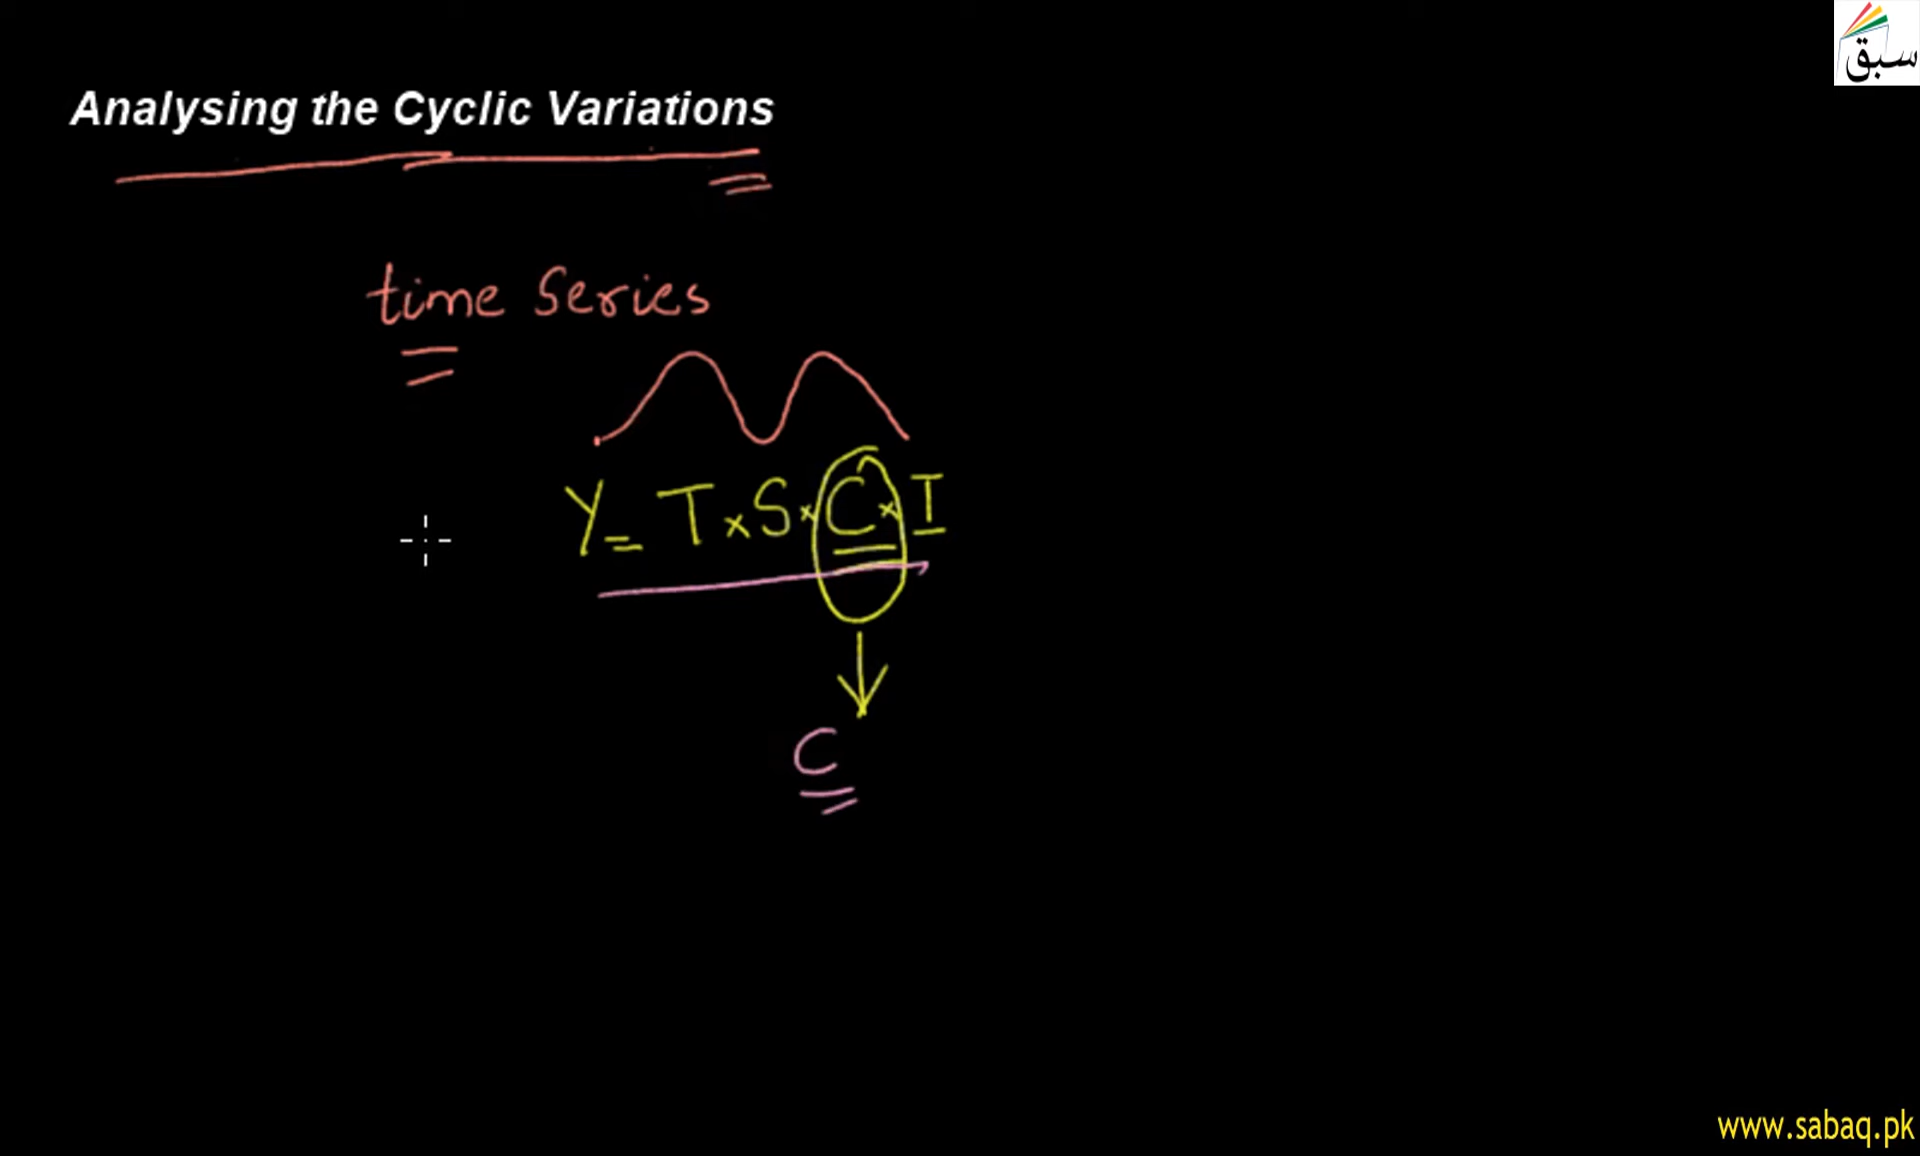 سبق
Analysing the Cyclic Variations
time Series
Y = T × S × C × I
C
www.sabaq.pk